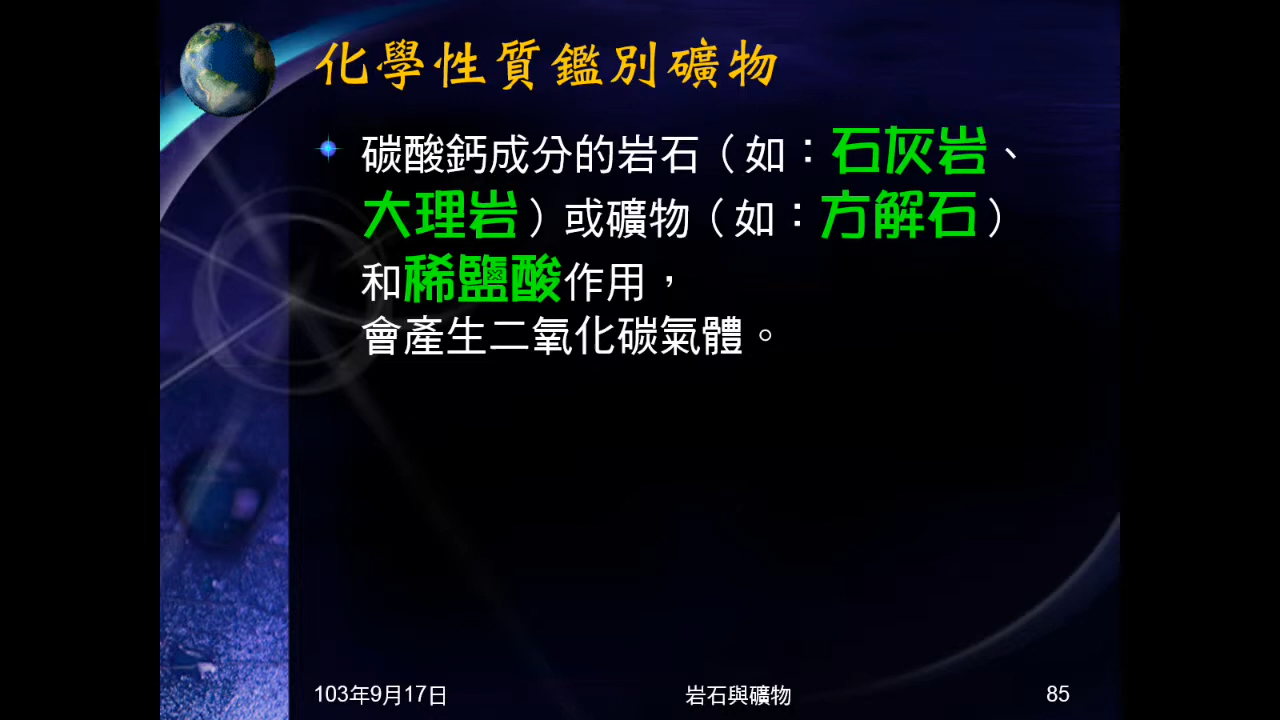 化學性質鑑別礦物
碳酸鈣成分的岩石（如：石灰岩、
大理岩）或礦物（如：方解石）
和稀鹽酸作用，
會產生二氧化碳氣體。
103年9月17日
岩石與礦物
85